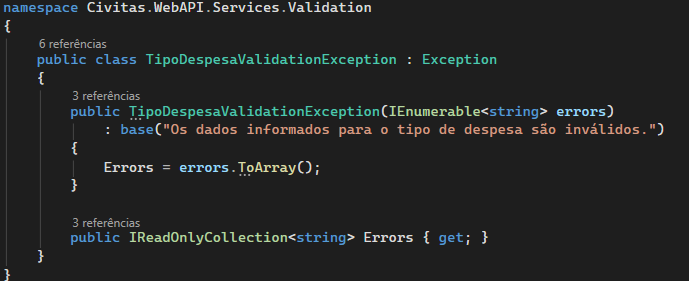 namespace Civitas.WebAPI.Services.Validation
{
6 referências
public class TipoDespesaValidationException : Exception
{
3 referências
public TipoDespesaValidationException(IEnumerable<string> errors)
: base("Os dados informados para o tipo de despesa são inválidos.")
{
Errors = errors.ToArray();
}
3 referências
public IReadOnlyCollection<string> Errors { get; }
}
}